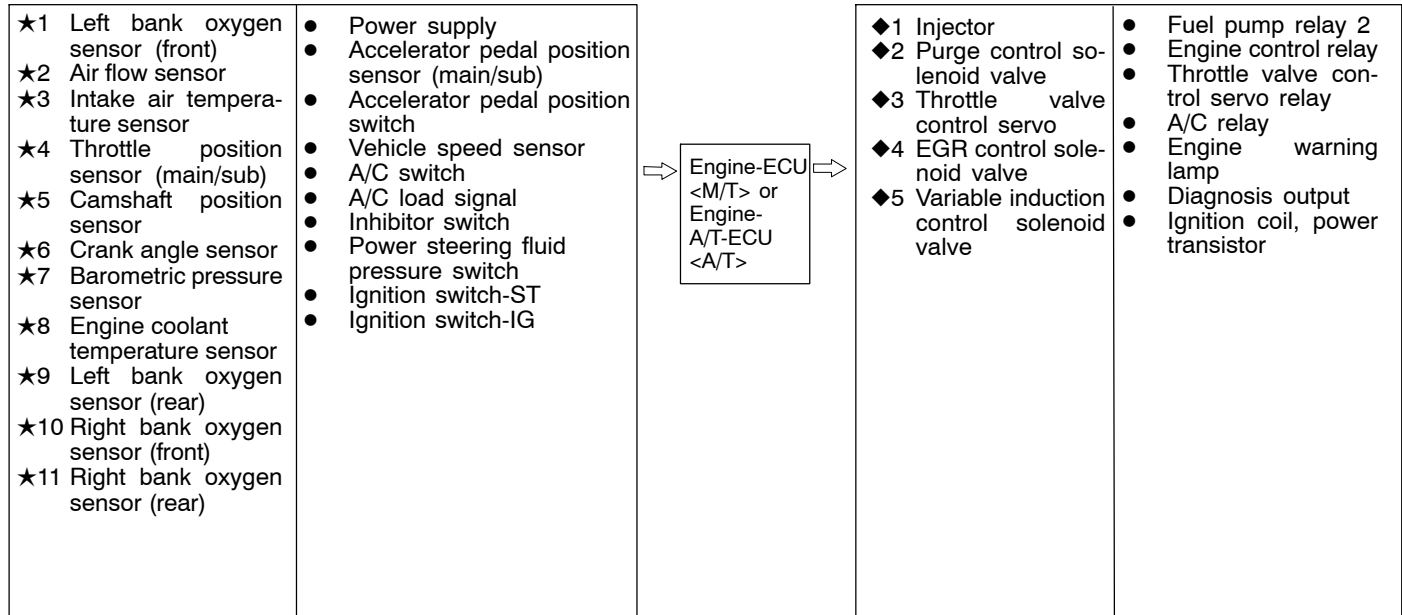 ★1 Left bank oxygen
sensor (front)
★2 Air flow sensor
★3 Intake air tempera-
ture sensor
★4 Throttle position
sensor (main/sub)
★5 Camshaft position
sensor
★6 Crank angle sensor
★7 Barometric pressure
sensor
★8 Engine coolant
temperature sensor
★9 Left bank oxygen
sensor (rear)
★10 Right bank oxygen
sensor (front)
★11 Right bank oxygen
sensor (rear)
● Power supply
● Accelerator pedal position
sensor (main/sub)
● Accelerator pedal position
switch
● Vehicle speed sensor
● A/C switch
● A/C load signal
● Inhibitor switch
● Power steering fluid
pressure switch
● Ignition switch-ST
● Ignition switch-IG
Engine-ECU
<M/T> or
Engine-
A/T-ECU
<A/T>
◆1 Injector
◆2 Purge control so-
lenoid valve
◆3 Throttle valve
control servo
◆4 EGR control sole-
noid valve
◆5 Variable induction
control solenoid
valve
● Fuel pump relay 2
● Engine control relay
● Throttle valve con-
trol servo relay
● A/C relay
● Engine warning
lamp
● Diagnosis output
● Ignition coil, power
transistor